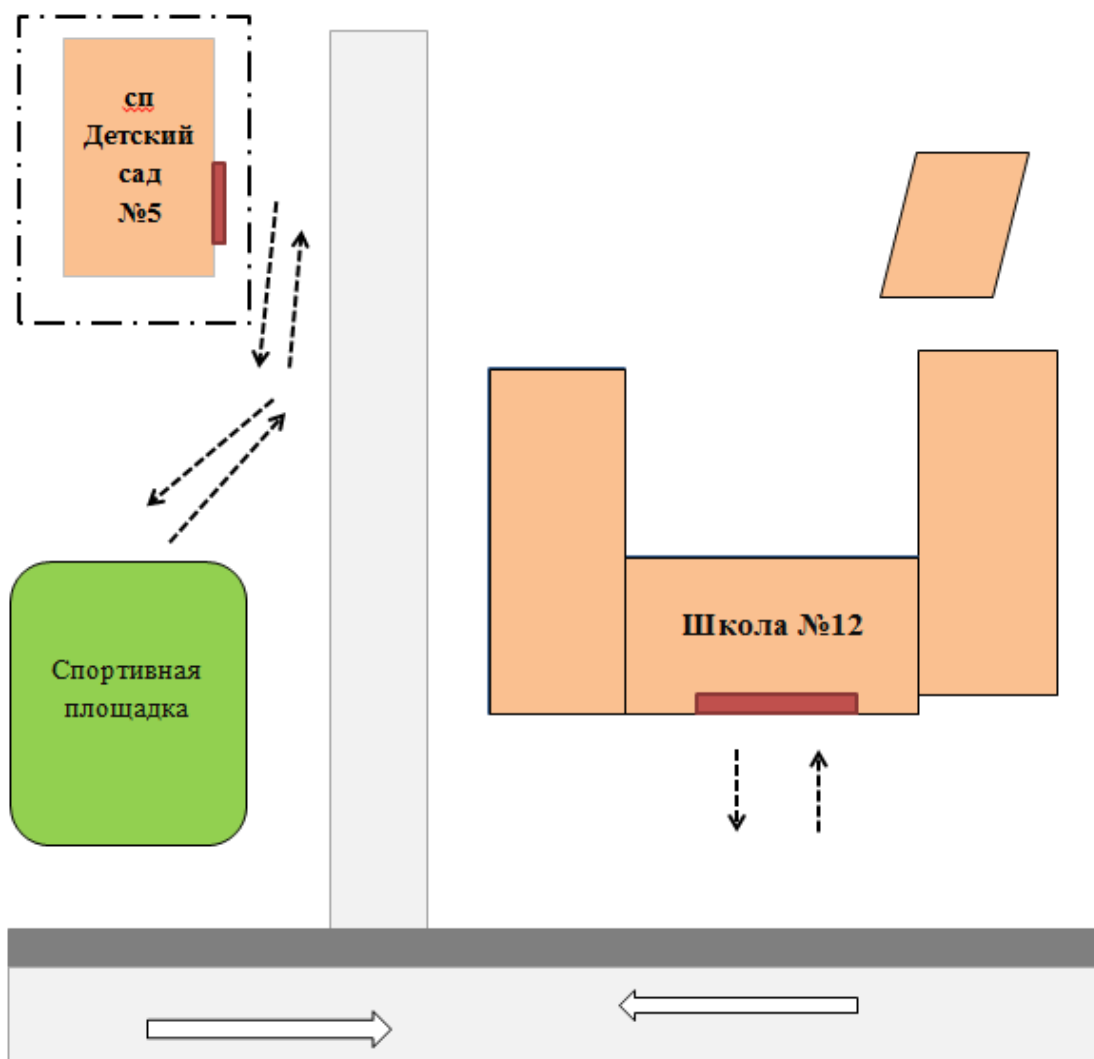 сп
Детский
сад
№5
Школа №12
Спортивная
площадка